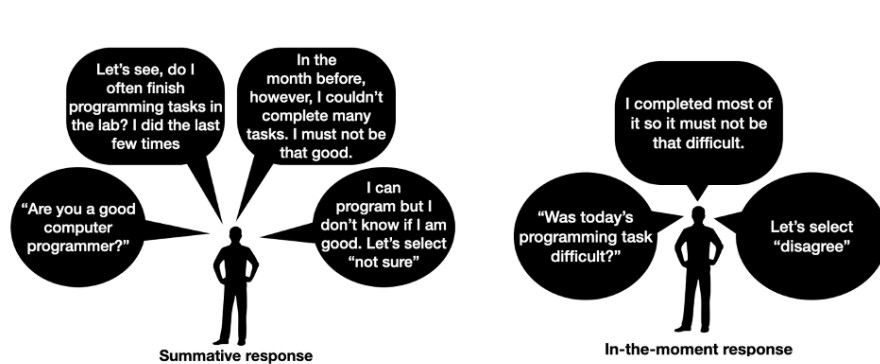 “Are you a good
computer
programmer?”
Let’s see, do I
often finish
programming tasks in
the lab? I did the last
few times
In the
month before,
however, I couldn’t
complete many
tasks. I must not be
that good.
I can
program but I
don’t know if I am
good. Let’s select
“not sure”
Summative response
“Was today’s
programming task
difficult?”
I completed most of
it so it must not be
that difficult.
Let’s select
“disagree”
In-the-moment response